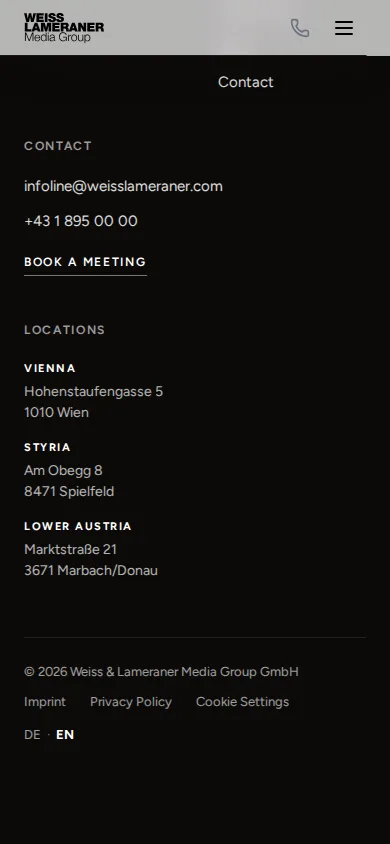 WEISS
LAMERANER
Media Group
Contact
CONTACT
infoline@weisslameraner.com
+43 1 895 00 00
BOOK A MEETING
LOCATIONS
VIENNA
Hohenstaufengasse 5
1010 Wien
STYRIA
Am Obegg 8
8471 Spielfeld
LOWER AUSTRIA
Marktstraße 21
3671 Marbach/Donau
© 2026 Weiss & Lameraner Media Group GmbH
Imprint Privacy Policy Cookie Settings
DE · EN